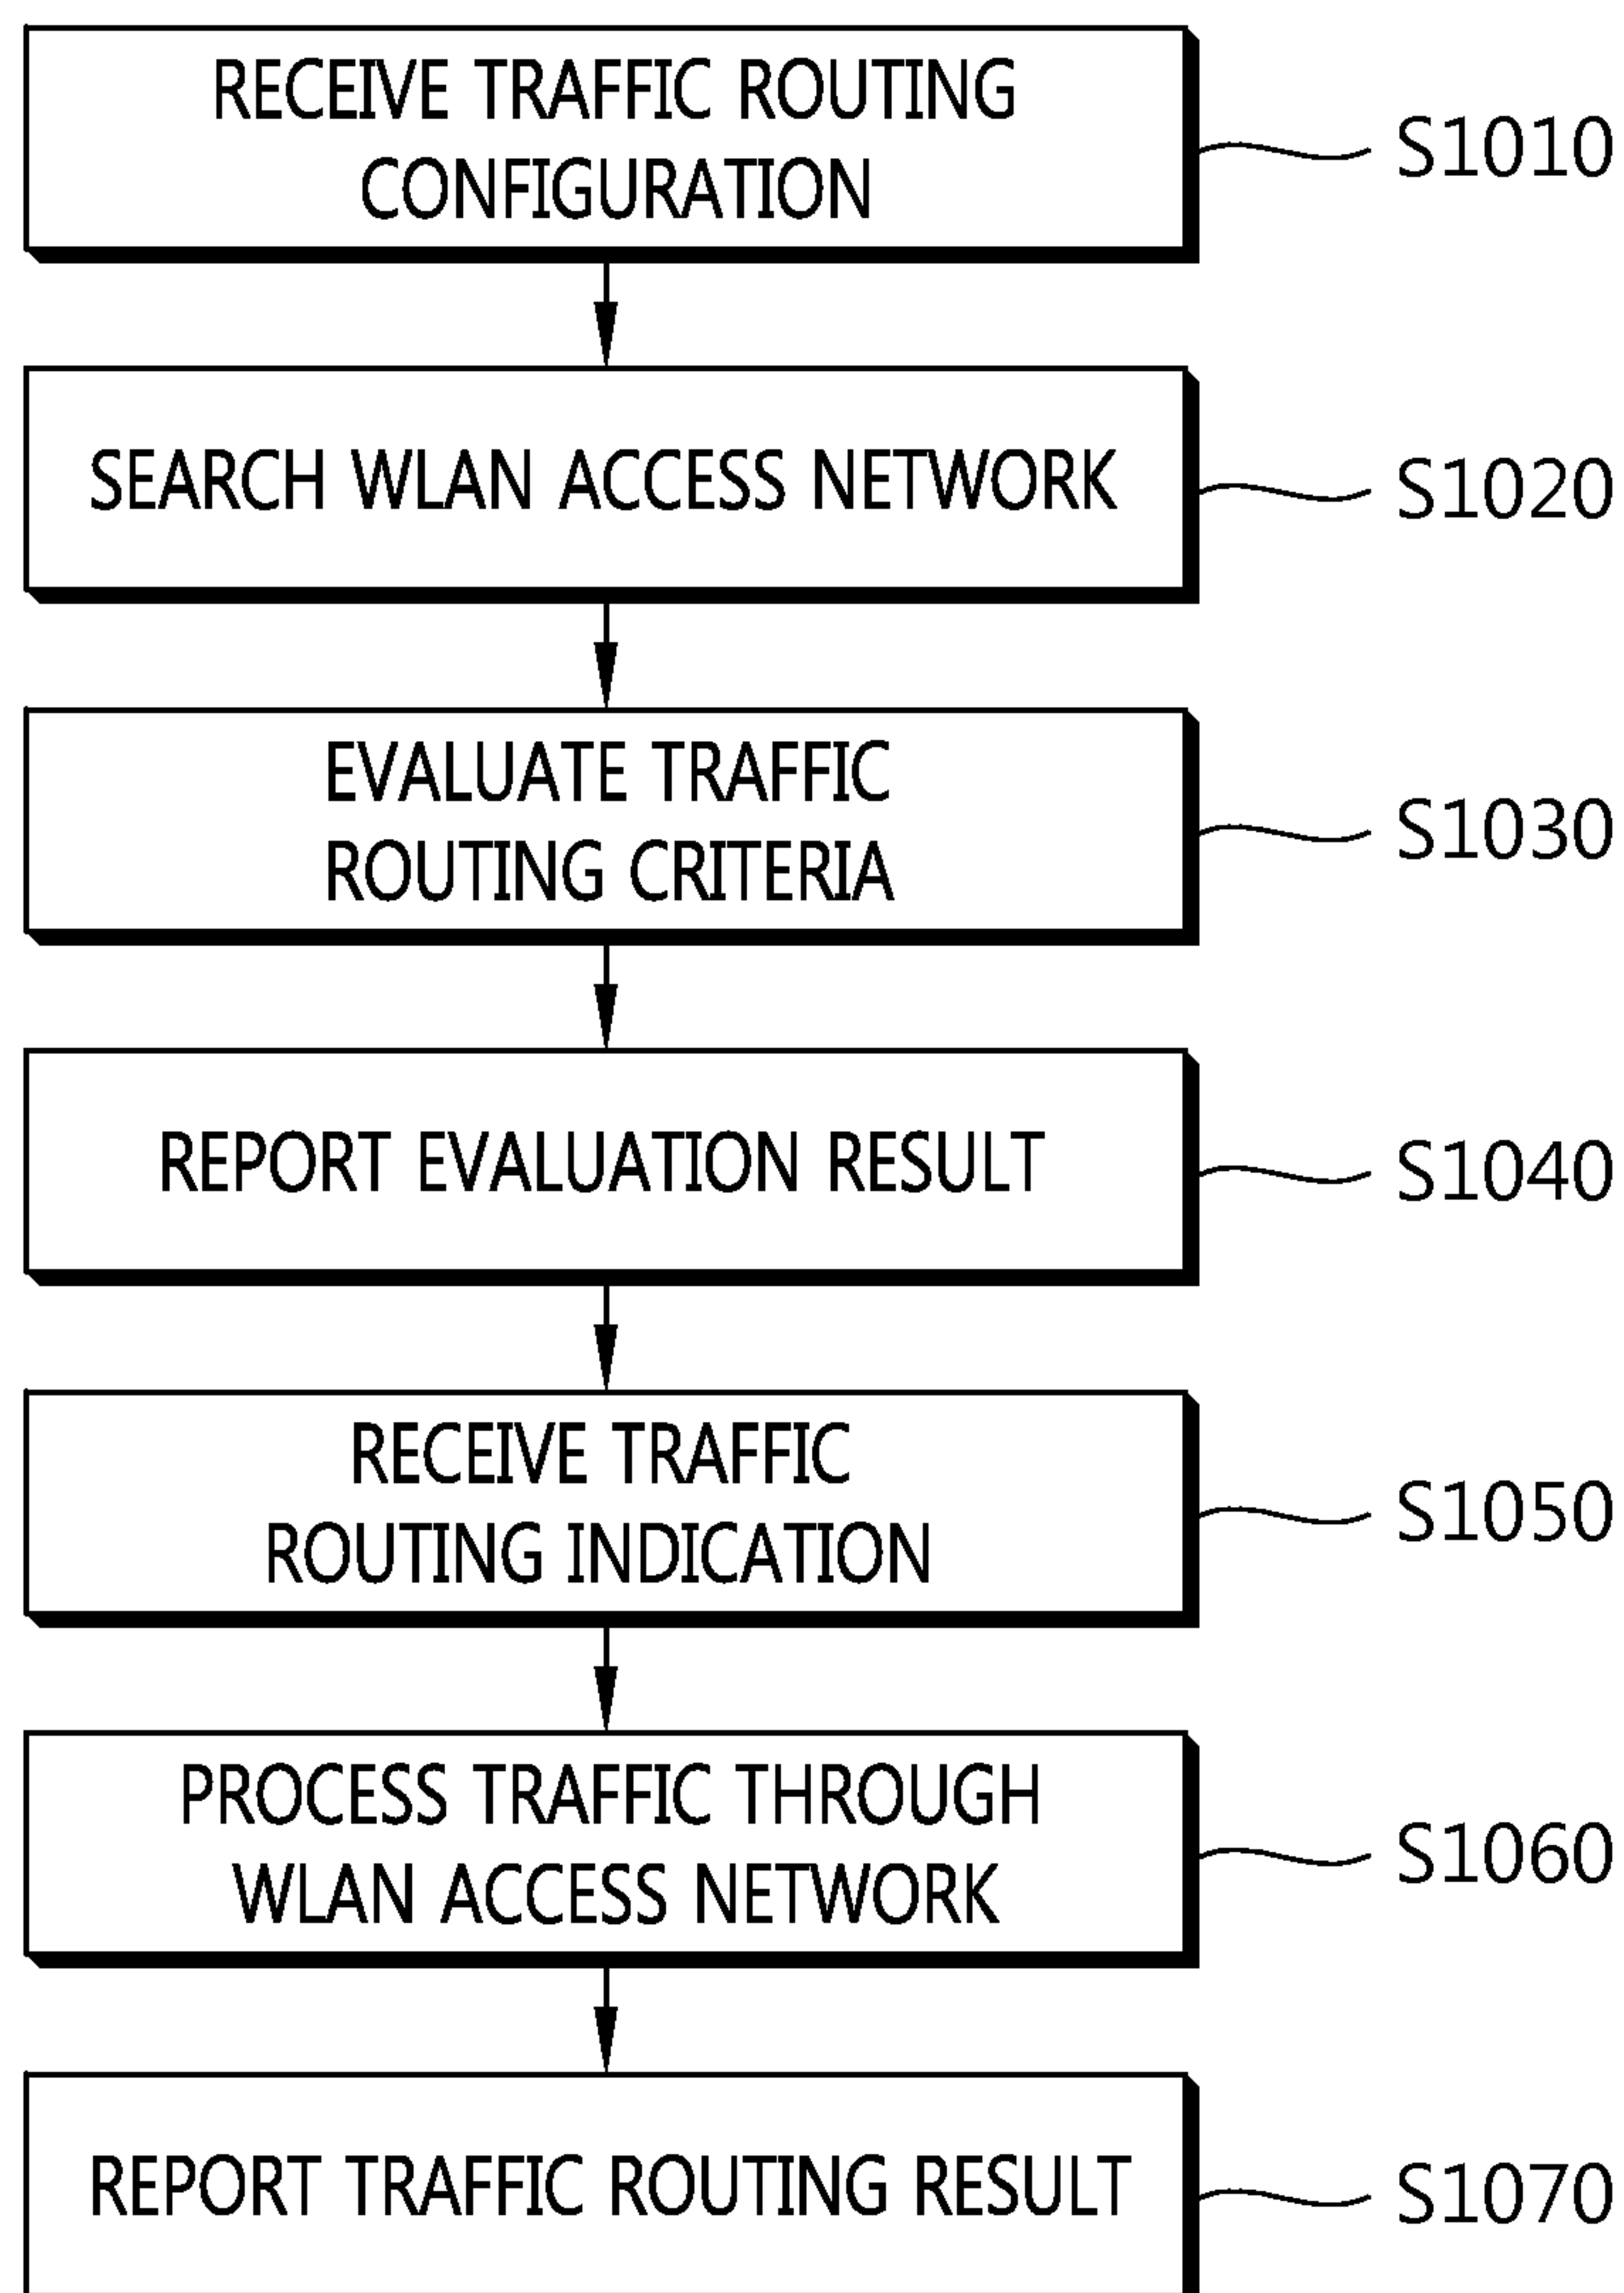 RECEIVE TRAFFIC ROUTING
CONFIGURATION
S1010
SEARCH WLAN ACCESS NETWORK
S1020
EVALUATE TRAFFIC
ROUTING CRITERIA
S1030
REPORT EVALUATION RESULT
S1040
RECEIVE TRAFFIC
ROUTING INDICATION
S1050
PROCESS TRAFFIC THROUGH
WLAN ACCESS NETWORK
S1060
REPORT TRAFFIC ROUTING RESULT
S1070